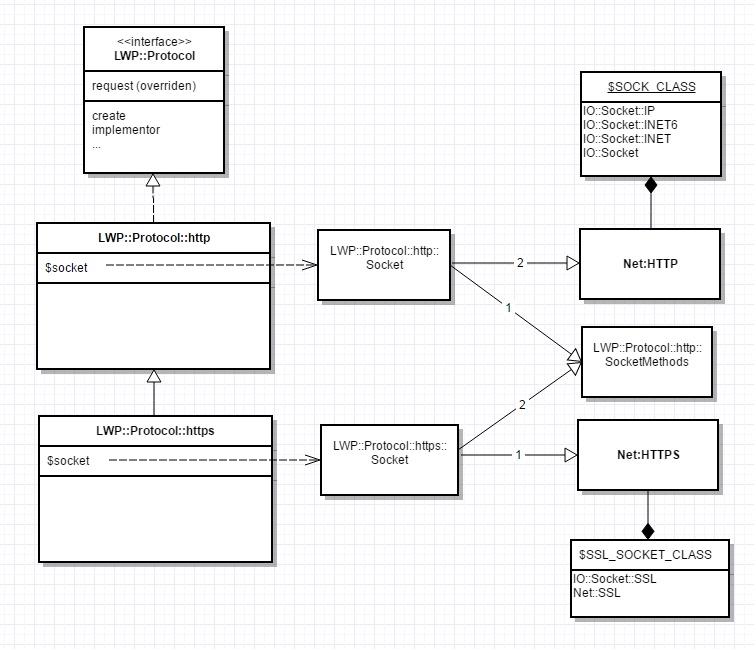 <<interface>>
LWP::Protocol
request (overriden)
create
implementor
...
LWP::Protocol::http
$socket
LWP::Protocol::https
$socket
LWP::Protocol::http::
Socket
LWP::Protocol::https::
Socket
2
1
2
1
$SOCK_CLASS
IO::Socket::IP
IO::Socket::INET6
IO::Socket::INET
IO::Socket
Net:HTTP
LWP::Protocol::http::
SocketMethods
Net:HTTPS
$SSL_SOCKET_CLASS
IO::Socket::SSL
Net::SSL